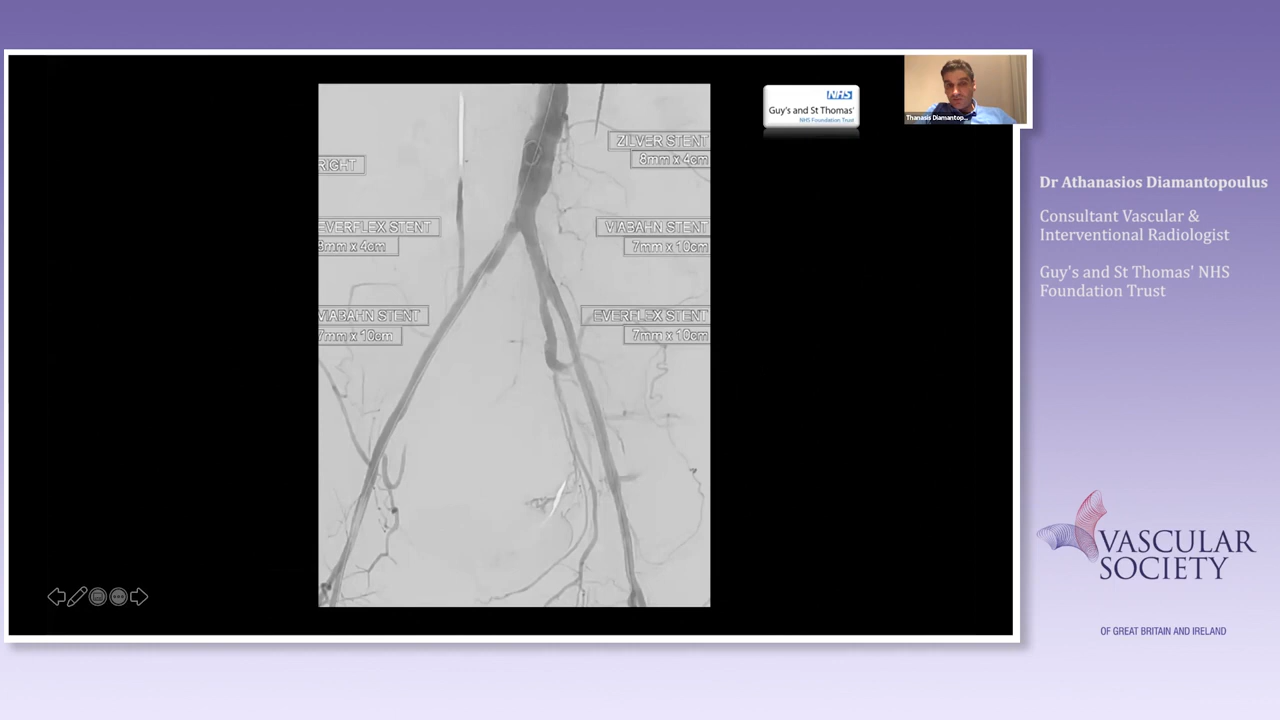 NHS
Guy's and St Thomas'
NHS Foundation Trust
Thanasis Diamantop...
RIGHT
ZILVER STENT
8mm x 4cm
EVERFLEX STENT
8mm x 4cm
VIABAHN STENT
7mm x 10cm
VIABAHN STENT
7mm x 10cm
EVERFLEX STENT
7mm x 10cm
Dr Athanasios Diamantopoulus
Consultant Vascular &
Interventional Radiologist
Guy's and St Thomas' NHS
Foundation Trust
VASCULAR
SOCIETY
OF GREAT BRITAIN AND IRELAND